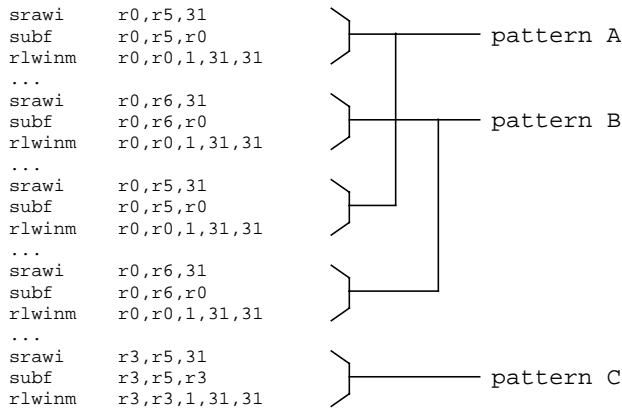 srawi r0,r5,31
subf r0,r5,r0 pattern A
rlwinm r0,r0,1,31,31
...
srawi r0,r6,31
subf r0,r6,r0 pattern B
rlwinm r0,r0,1,31,31
...
srawi r0,r5,31
subf r0,r5,r0
rlwinm r0,r0,1,31,31
...
srawi r0,r6,31
subf r0,r6,r0
rlwinm r0,r0,1,31,31
...
srawi r3,r5,31
subf r3,r5,r3 pattern C
rlwinm r3,r3,1,31,31